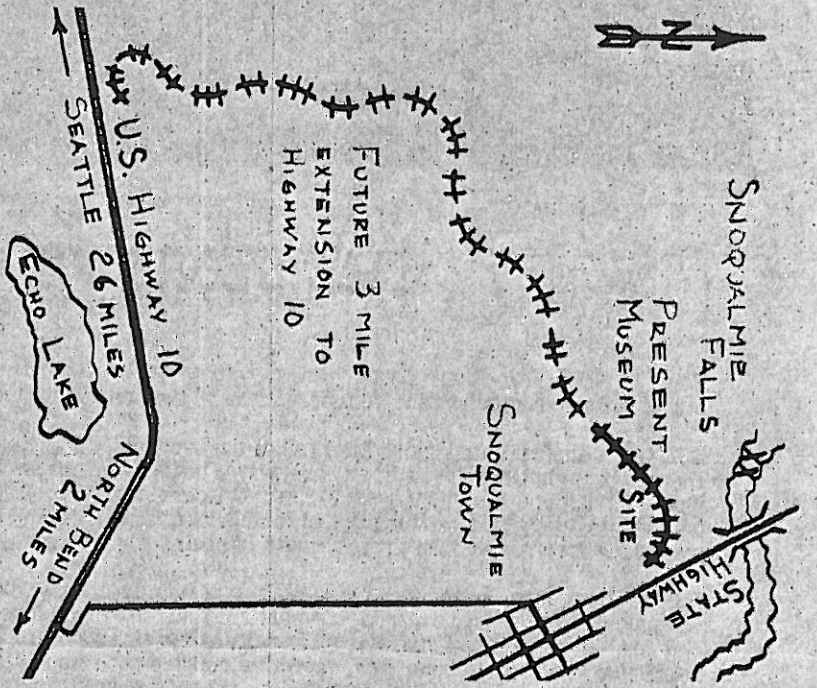 N
SNOQUALMIE
FALLS
PRESENT
MUSEUM
SITE
STATE
HIGHWAY
SNOQUALMIE
TOWN
FUTURE 3 MILE
EXTENSION TO
HIGHWAY 10
U.S. HIGHWAY 10
SEATTLE 26 MILES
ECHO LAKE
NORTH BEND
2 MILES